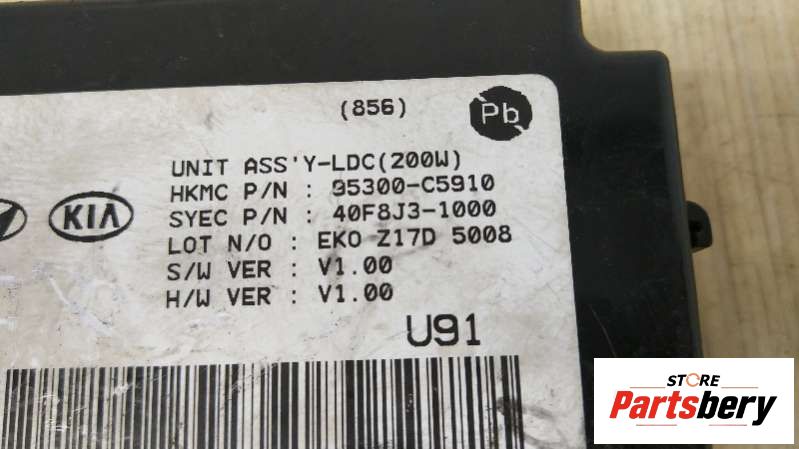 (856)
Pb
UNIT ASS'Y-LDC(200W)
HKMC P/N : 95300-C5910
SYEC P/N : 40F8J3-1000
LOT N/O : EKO Z17D 5008
S/W VER : V1.00
H/W VER : V1.00
KIA
U91
STORE
Partsbery